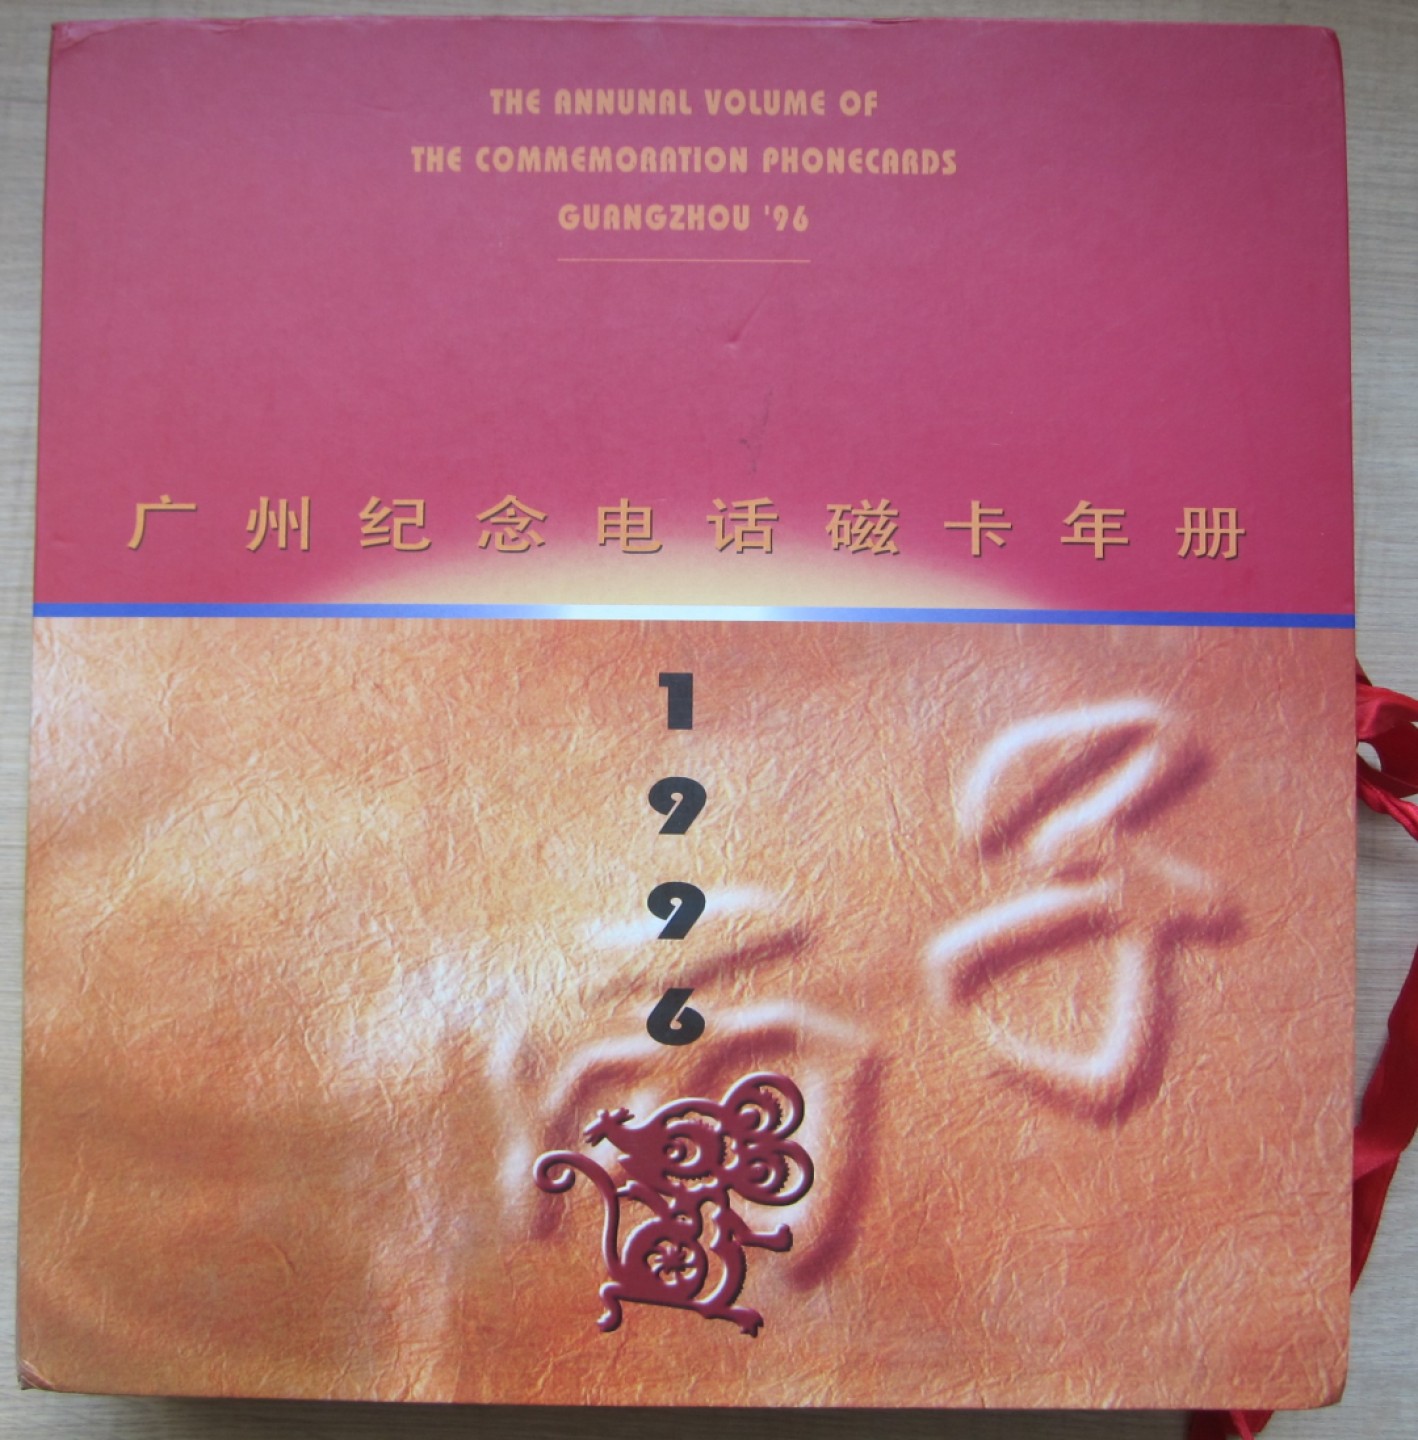 THE ANNUNAL VOLUME OF
THE COMMEMORATION PHONECARDS
GUANGZHOU '96
广州纪念电话磁卡年册
1
9
9
6